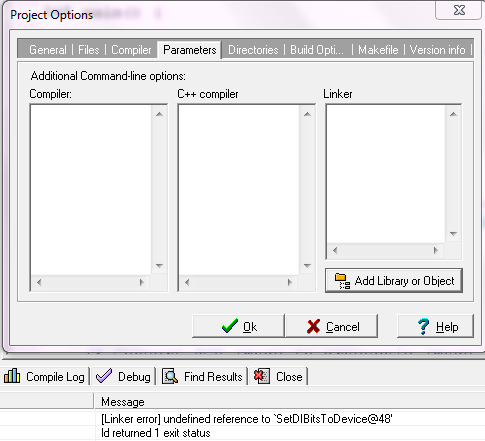 Project Options
General | Files | Compiler | Parameters | Directories | Build Opti... | Makefile | Version info |
Additional Command-line options:
Compiler: C++ compiler Linker
Add Library or Object
Ok Cancel Help
Compile Log Debug Find Results Close
Message
[Linker error] undefined reference to `SetDIBitsToDevice@48'
ld returned 1 exit status